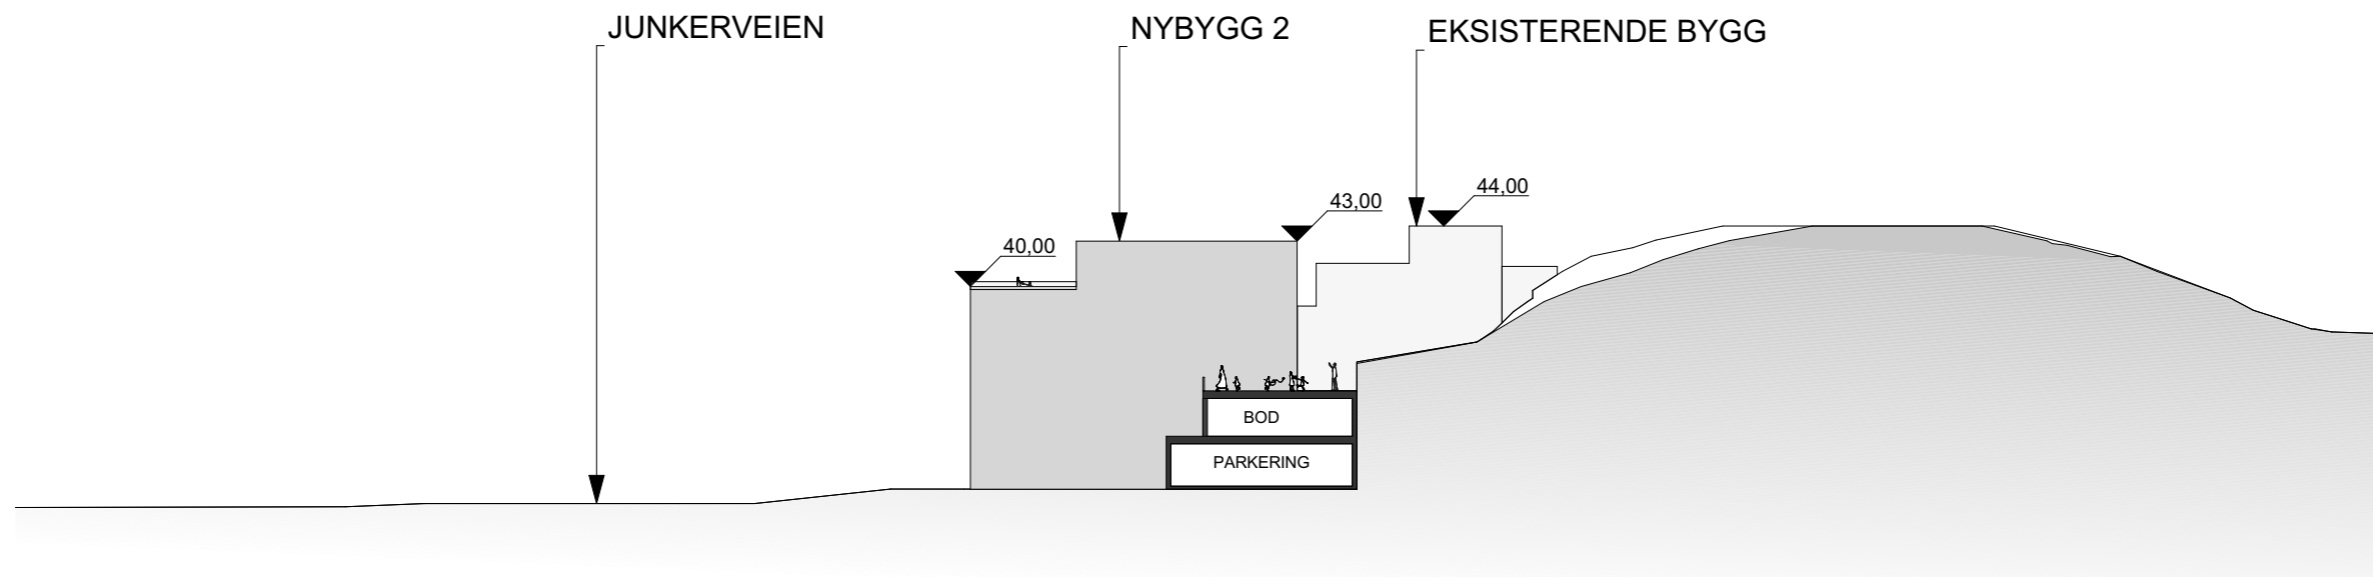 JUNKERVEIEN
NYBYGG 2
EKSISTERENDE BYGG
44,00
43,00
40,00
BOD
PARKERING